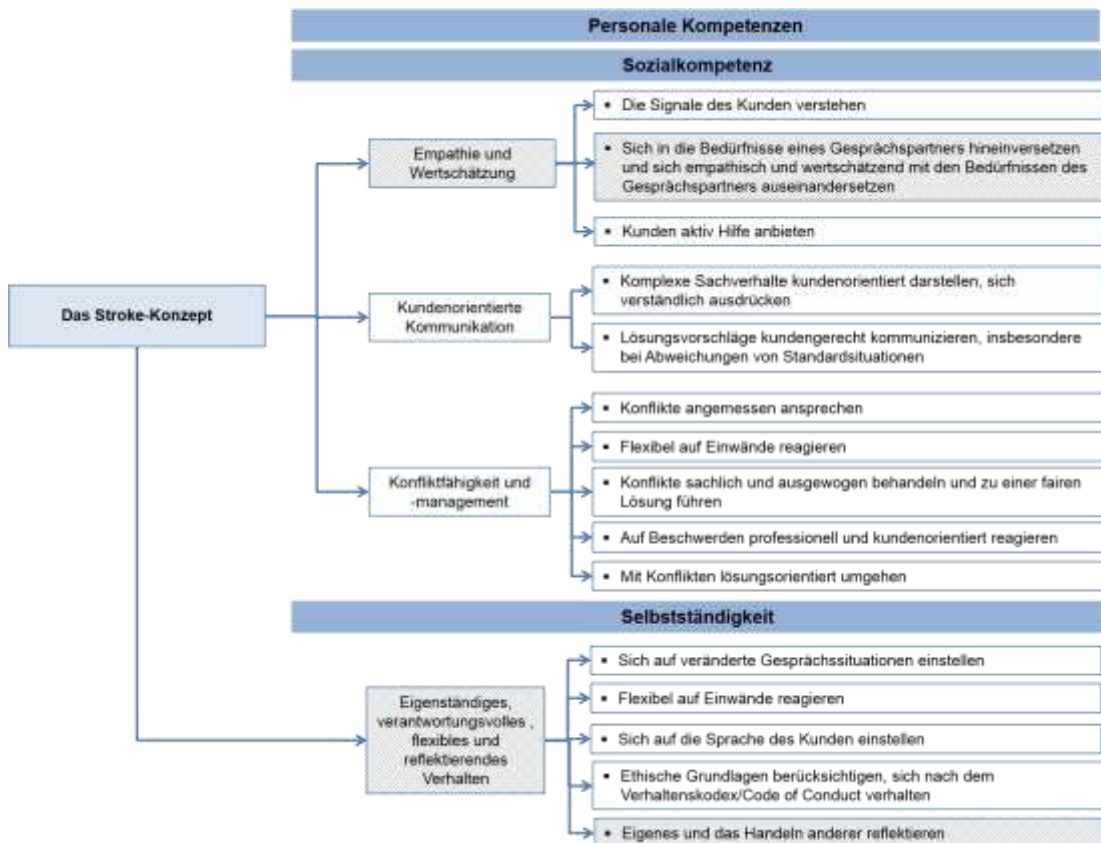 Personale Kompetenzen
Sozialkompetenz
Das Stroke-Konzept
Empathie und
Wertschätzung
▪ Die Signale des Kunden verstehen
▪ Sich in die Bedürfnisse eines Gesprächspartners hineinversetzen
und sich empathisch und wertschätzend mit den Bedürfnissen des
Gesprächspartners auseinandersetzen
▪ Kunden aktiv Hilfe anbieten
Kundenorientierte
Kommunikation
▪ Komplexe Sachverhalte kundenorientiert darstellen, sich
verständlich ausdrücken
▪ Lösungsvorschläge kundengerecht kommunizieren, insbesondere
bei Abweichungen von Standardsituationen
Konfliktfähigkeit und
-management
▪ Konflikte angemessen ansprechen
▪ Flexibel auf Einwände reagieren
▪ Konflikte sachlich und ausgewogen behandeln und zu einer fairen
Lösung führen
▪ Auf Beschwerden professionell und kundenorientiert reagieren
▪ Mit Konflikten lösungsorientiert umgehen
Selbstständigkeit
Eigenständiges,
verantwortungsvolles ,
flexibles und
reflektierendes
Verhalten
▪ Sich auf veränderte Gesprächssituationen einstellen
▪ Flexibel auf Einwände reagieren
▪ Sich auf die Sprache des Kunden einstellen
▪ Ethische Grundlagen berücksichtigen, sich nach dem
Verhaltenskodex/Code of Conduct verhalten
▪ Eigenes und das Handeln anderer reflektieren